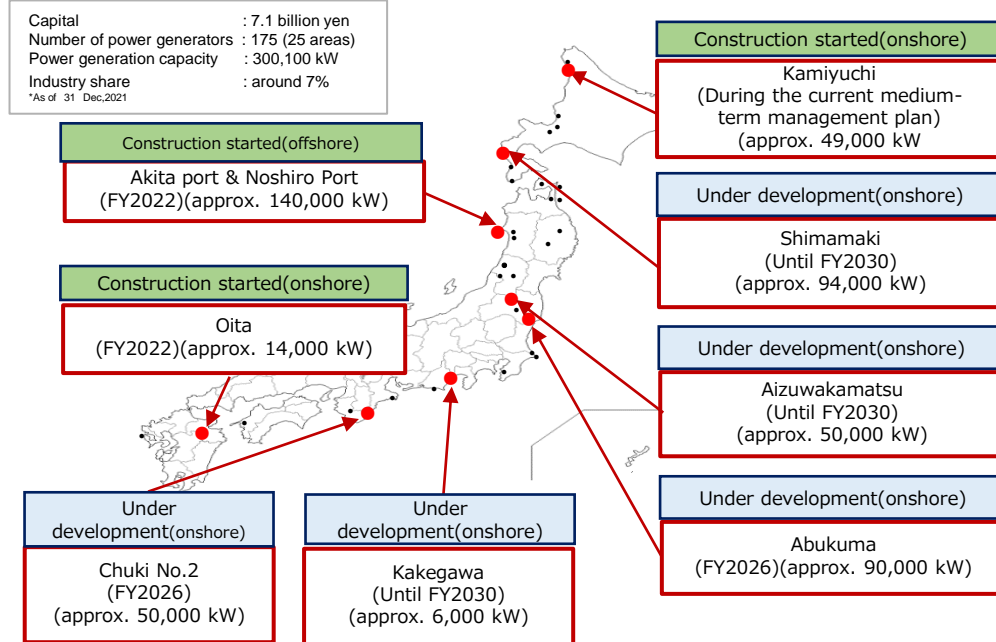 Capital : 7.1 billion yen
Number of power generators : 175 (25 areas)
Power generation capacity : 300,100 kW
Industry share : around 7%
*As of 31 Dec,2021
Construction started(onshore)
Kamiyuchi
(During the current medium-
term management plan)
(approx. 49,000 kW
Construction started(offshore)
Akita port & Noshiro Port
(FY2022)(approx. 140,000 kW)
Under development(onshore)
Shimamaki
(Until FY2030)
(approx. 94,000 kW)
Construction started(onshore)
Oita
(FY2022)(approx. 14,000 kW)
Under development(onshore)
Aizuwakamatsu
(Until FY2030)
(approx. 50,000 kW)
Under development(onshore)
Abukuma
(FY2026)(approx. 90,000 kW)
Under
development(onshore)
Chuki No.2
(FY2026)
(approx. 50,000 kW)
Under
development(onshore)
Kakegawa
(Until FY2030)
(approx. 6,000 kW)